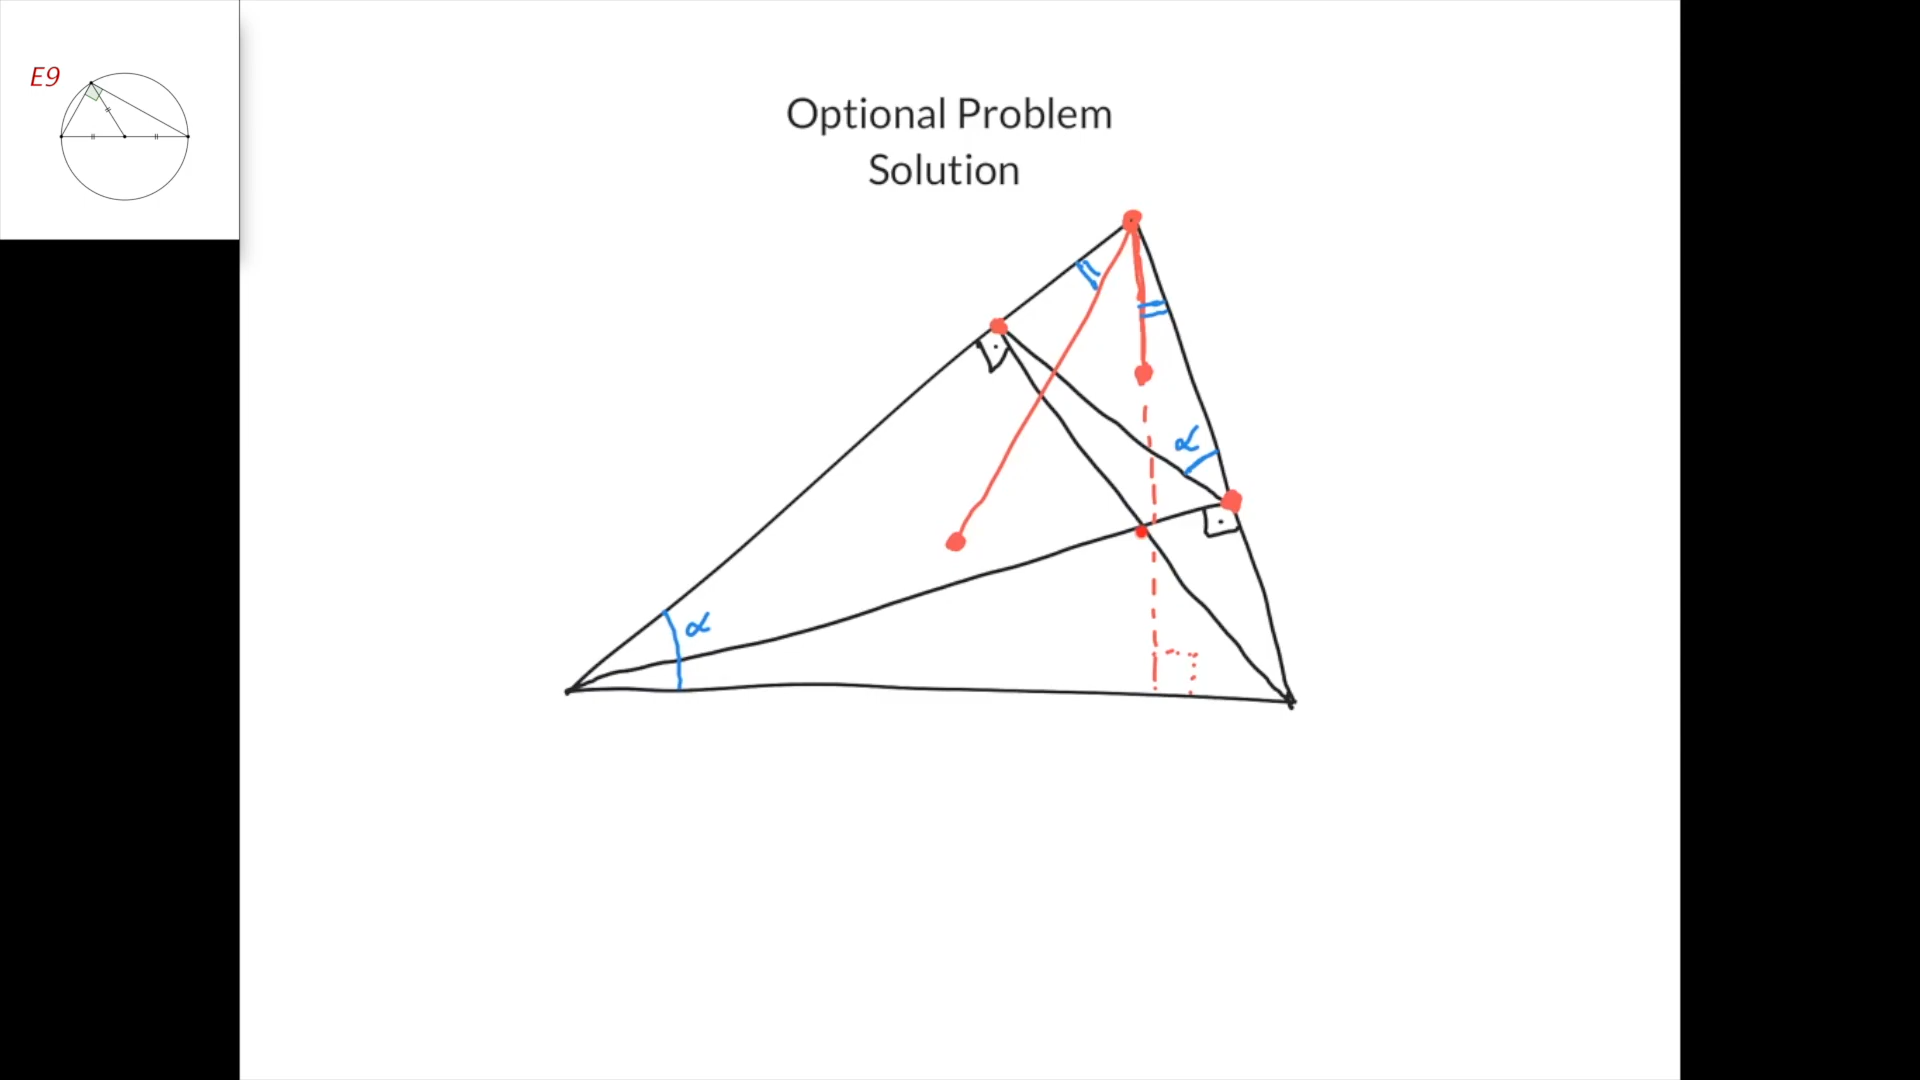 E9
Optional Problem
Solution
α
α